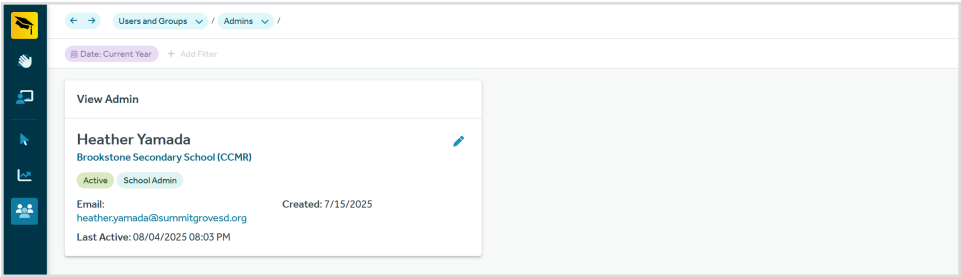 Users and Groups / Admins /
Date: Current Year + Add Filter
View Admin
Heather Yamada
Brookstone Secondary School (CCMR)
Active School Admin
Email: Created: 7/15/2025
heather.yamada@summitgrovesd.org
Last Active: 08/04/2025 08:03 PM